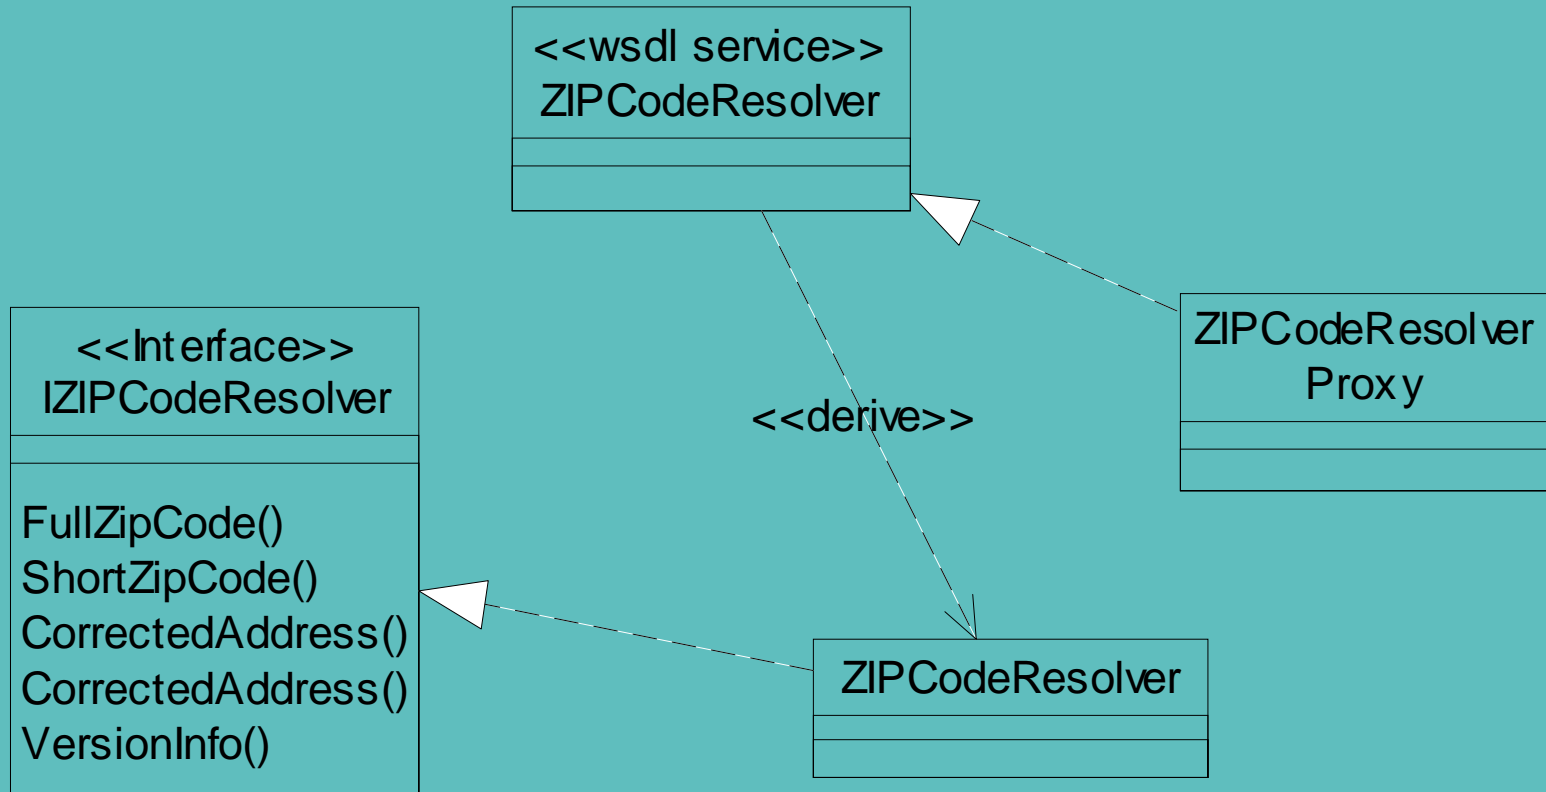 <<wsdl service>>
ZIPCodeResolver
<<Interface>>
IZIPCodeResolver
FullZipCode()
ShortZipCode()
CorrectedAddress()
CorrectedAddress()
VersionInfo()
<<derive>>
ZIPCodeResolver
Proxy
ZIPCodeResolver